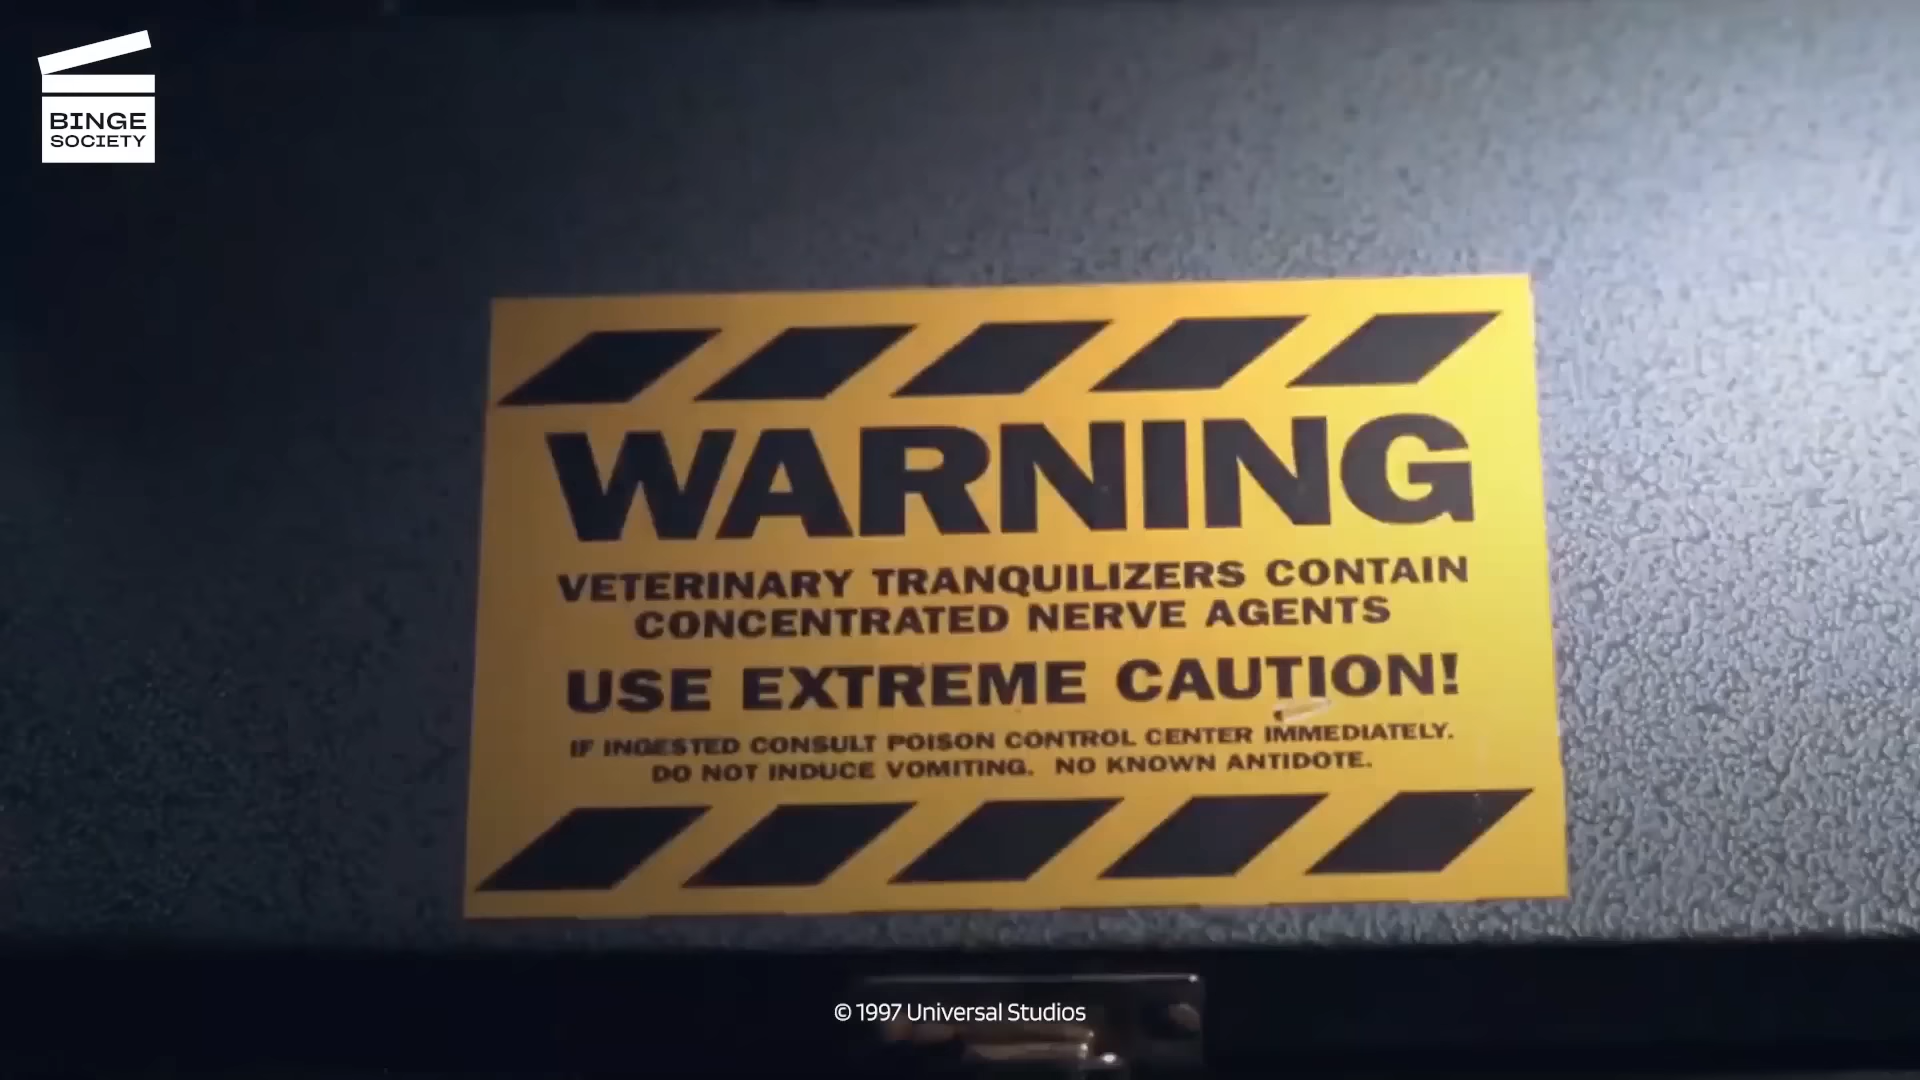 BINGE
SOCIETY
WARNING
VETERINARY TRANQUILIZERS CONTAIN
CONCENTRATED NERVE AGENTS
USE EXTREME CAUTION!
IF INGESTED CONSULT POISON CONTROL CENTER IMMEDIATELY.
DO NOT INDUCE VOMITING. NO KNOWN ANTIDOTE.
© 1997 Universal Studios